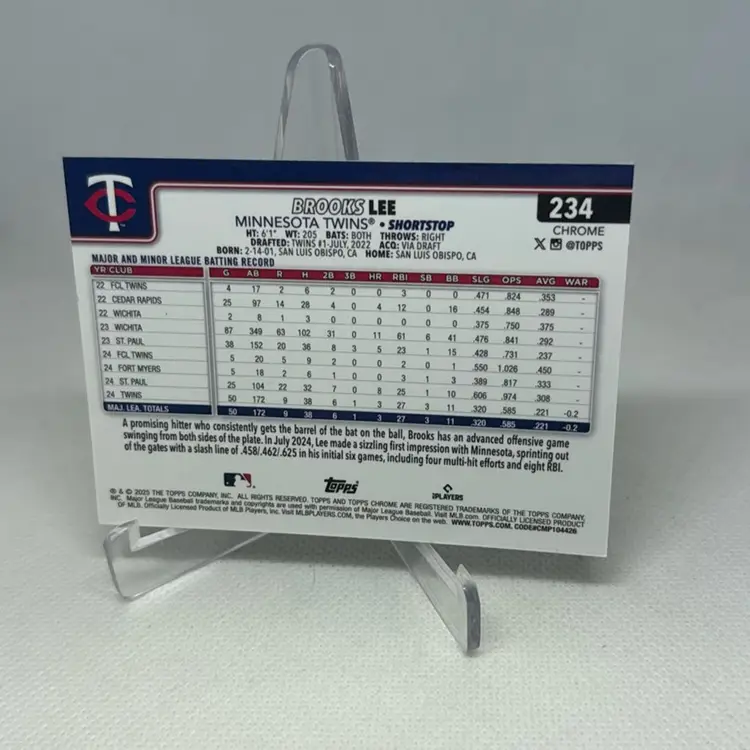 TC
BROOKS LEE
234
MINNESOTA TWINS® • SHORTSTOP
CHROME
HT: 6'1" WT: 205 BATS: BOTH THROWS: RIGHT
@TOPPS
DRAFTED: TWINS #1-JULY, 2022 ACQ: VIA DRAFT
BORN: 2-14-01, SAN LUIS OBISPO, CA HOME: SAN LUIS OBISPO, CA
MAJOR AND MINOR LEAGUE BATTING RECORD
YR CLUB G AB R H 2B 3B HR RBI SB BB SLG OPS AVG WAR
22 FCL TWINS 4 17 2 6 2 0 0 3 0 0 .471 .824 .353 -
22 CEDAR RAPIDS 25 97 14 28 4 0 4 12 0 16 .454 .848 .289 -
22 WICHITA 2 8 1 3 0 0 0 0 0 0 .375 .750 .375 -
23 WICHITA 87 349 63 102 31 0 11 61 6 41 .476 .841 .292 -
23 ST. PAUL 38 152 20 36 8 3 5 23 1 15 .428 .731 .237 -
24 FCL TWINS 5 20 5 9 2 0 0 2 0 1 .550 1.026 .450 -
24 FORT MYERS 5 18 2 6 1 0 0 3 1 1 .389 .817 .333 -
24 ST. PAUL 25 104 22 32 7 0 8 25 1 10 .606 .974 .308 -
24 TWINS 50 172 9 38 6 1 3 27 3 11 .320 .585 .221 -0.2
MAJ. LEA. TOTALS 50 172 9 38 6 1 3 27 3 11 .320 .585 .221 -0.2
A promising hitter who consistently gets the barrel of the bat on the ball, Brooks has an advanced offensive game
swinging from both sides of the plate. In July 2024, Lee made a sizzling first impression with Minnesota, sprinting out
of the gates with a slash line of .458/.462/.625 in his initial six games, including four multi-hit efforts and eight RBI.
Topps
PLAYERS
® & © 2025 THE TOPPS COMPANY, INC. ALL RIGHTS RESERVED. TOPPS AND TOPPS CHROME ARE REGISTERED TRADEMARKS OF THE TOPPS COMPANY,
INC. Major League Baseball trademarks and copyrights are used with permission of Major League Baseball. Visit MLB.com. OFFICIALLY LICENSED PRODUCT
OF MLB. Officially Licensed Product of MLB Players, Inc. Visit MLBPLAYERS.COM, the Players Choice on the web. WWW.TOPPS.COM. CODE#CMP104426